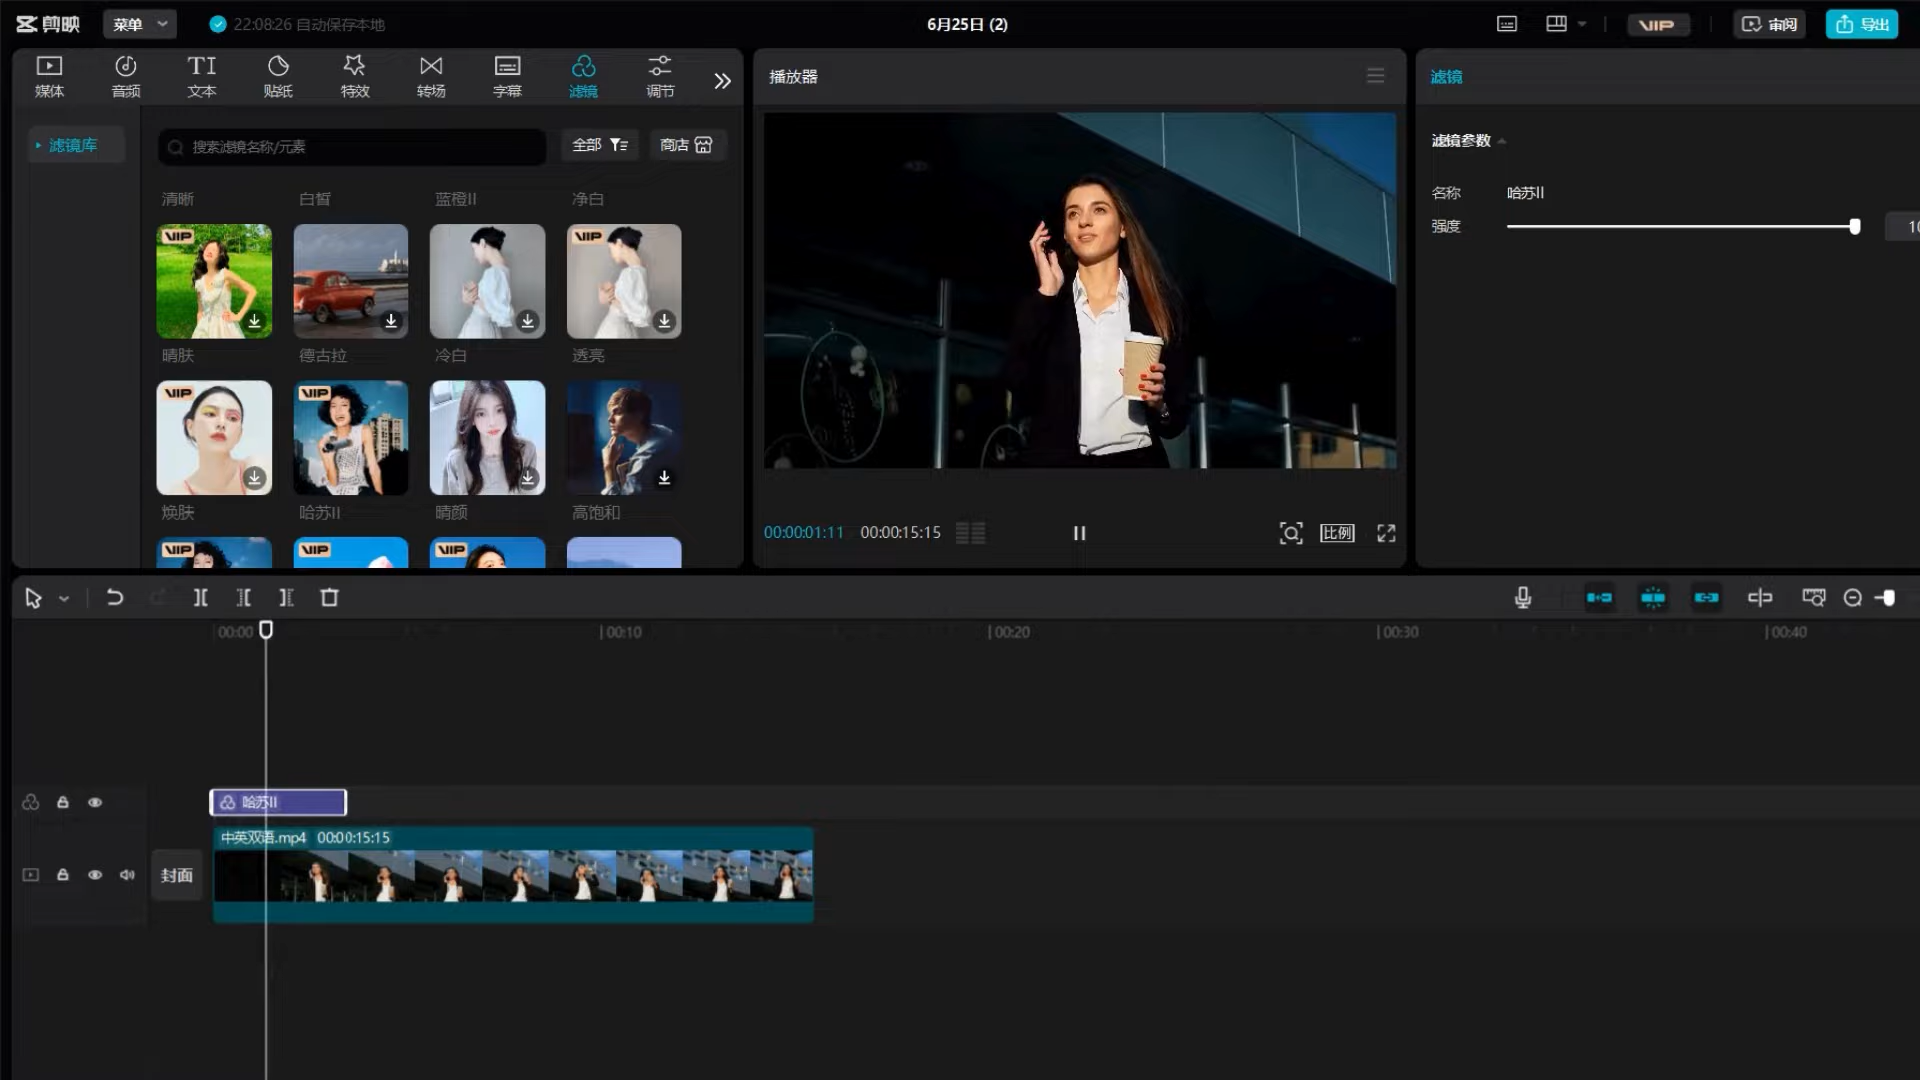 剪映
菜单
22:08:26 自动保存本地
6月25日 (2)
VIP
审阅
导出
媒体
音频
TI
文本
贴纸
特效
转场
字幕
滤镜
调节
滤镜库
搜索滤镜名称/元素
全部
商店
清晰
白皙
蓝橙II
净白
VIP
VIP
晴肤
德古拉
冷白
透亮
VIP
VIP
焕肤
哈苏II
晴颜
高饱和
VIP
VIP
VIP
播放器
00:00:01:11
00:00:15:15
比例
滤镜
滤镜参数
名称
哈苏II
强度
00:00
00:10
00:20
00:30
00:40
哈苏II
中英双语.mp4 00:00:15:15
封面